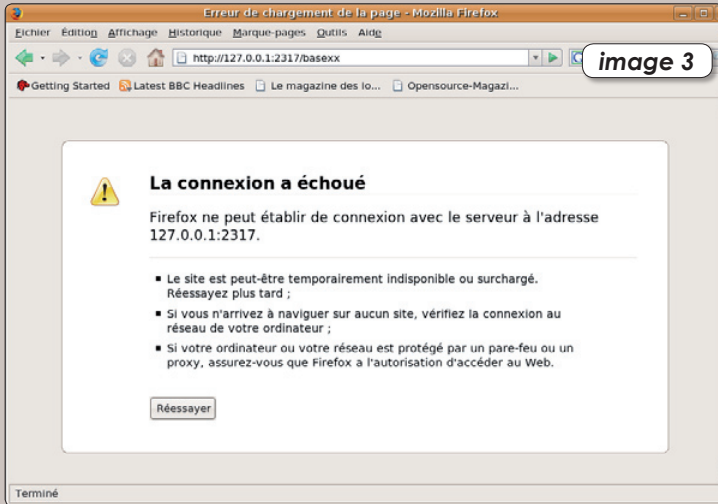 Erreur de chargement de la page - Mozilla Firefox
Fichier Édition Affichage Historique Marque-pages Outils Aide
http://127.0.0.1:2317/basexx
image 3
Getting Started Latest BBC Headlines Le magazine des lo... Opensource-Magazi...
La connexion a échoué
Firefox ne peut établir de connexion avec le serveur à l'adresse
127.0.0.1:2317.
Le site est peut-être temporairement indisponible ou surchargé.
Réessayez plus tard ;
Si vous n'arrivez à naviguer sur aucun site, vérifiez la connexion au
réseau de votre ordinateur ;
Si votre ordinateur ou votre réseau est protégé par un pare-feu ou un
proxy, assurez-vous que Firefox a l'autorisation d'accéder au Web.
Réessayer
Terminé